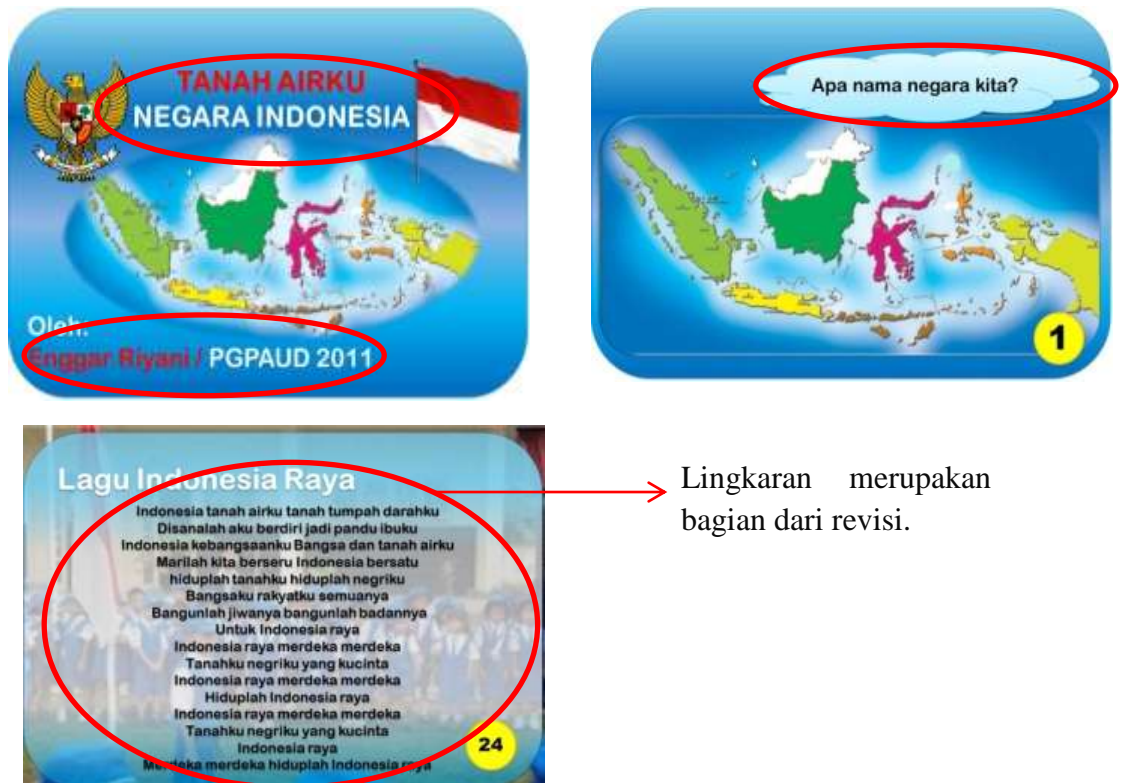 TANAH AIRKU
NEGARA INDONESIA
Oleh:
Enggar Riyani / PGPAUD 2011
Apa nama negara kita?
1
Lagu Indonesia Raya
Indonesia tanah airku tanah tumpah darahku
Disanalah aku berdiri jadi pandu ibuku
Indonesia kebangsaanku Bangsa dan tanah airku
Marilah kita berseru Indonesia bersatu
hiduplah tanahku hiduplah negriku
Bangsaku rakyatku semuanya
Bangunlah jiwanya bangunlah badannya
Untuk Indonesia raya
Indonesia raya merdeka merdeka
Tanahku negriku yang kucinta
Indonesia raya merdeka merdeka
Hiduplah Indonesia raya
Indonesia raya merdeka merdeka
Tanahku negriku yang kucinta
Indonesia raya
Merdeka merdeka hiduplah Indonesia raya
24
Lingkaran merupakan
bagian dari revisi.